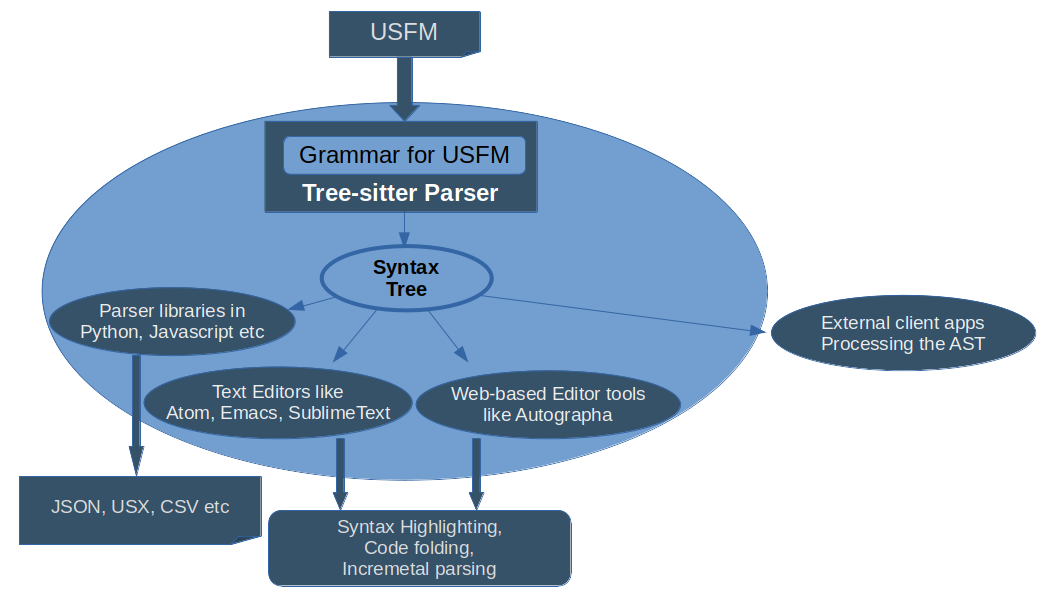 USFM
Grammar for USFM
Tree-sitter Parser
Syntax
Tree
Parser libraries in
Python, Javascript etc
External client apps
Processing the AST
Text Editors like
Atom, Emacs, SublimeText
Web-based Editor tools
like Autographa
JSON, USX, CSV etc
Syntax Highlighting,
Code folding,
Incremetal parsing